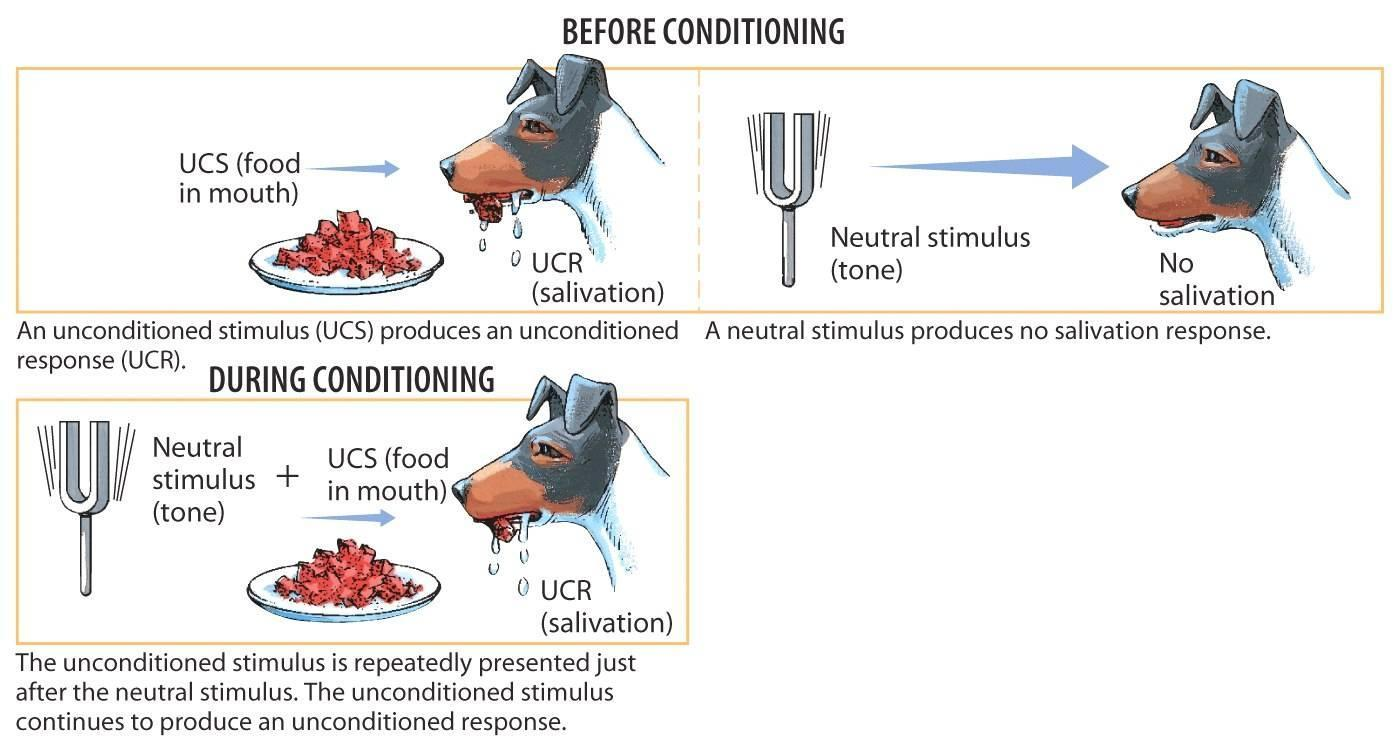 BEFORE CONDITIONING
UCS (food
in mouth)
UCR
(salivation)
Neutral stimulus
(tone)
No
salivation
An unconditioned stimulus (UCS) produces an unconditioned
response (UCR).
A neutral stimulus produces no salivation response.
DURING CONDITIONING
Neutral
stimulus
(tone)
+
UCS (food
in mouth)
UCR
(salivation)
The unconditioned stimulus is repeatedly presented just
after the neutral stimulus. The unconditioned stimulus
continues to produce an unconditioned response.